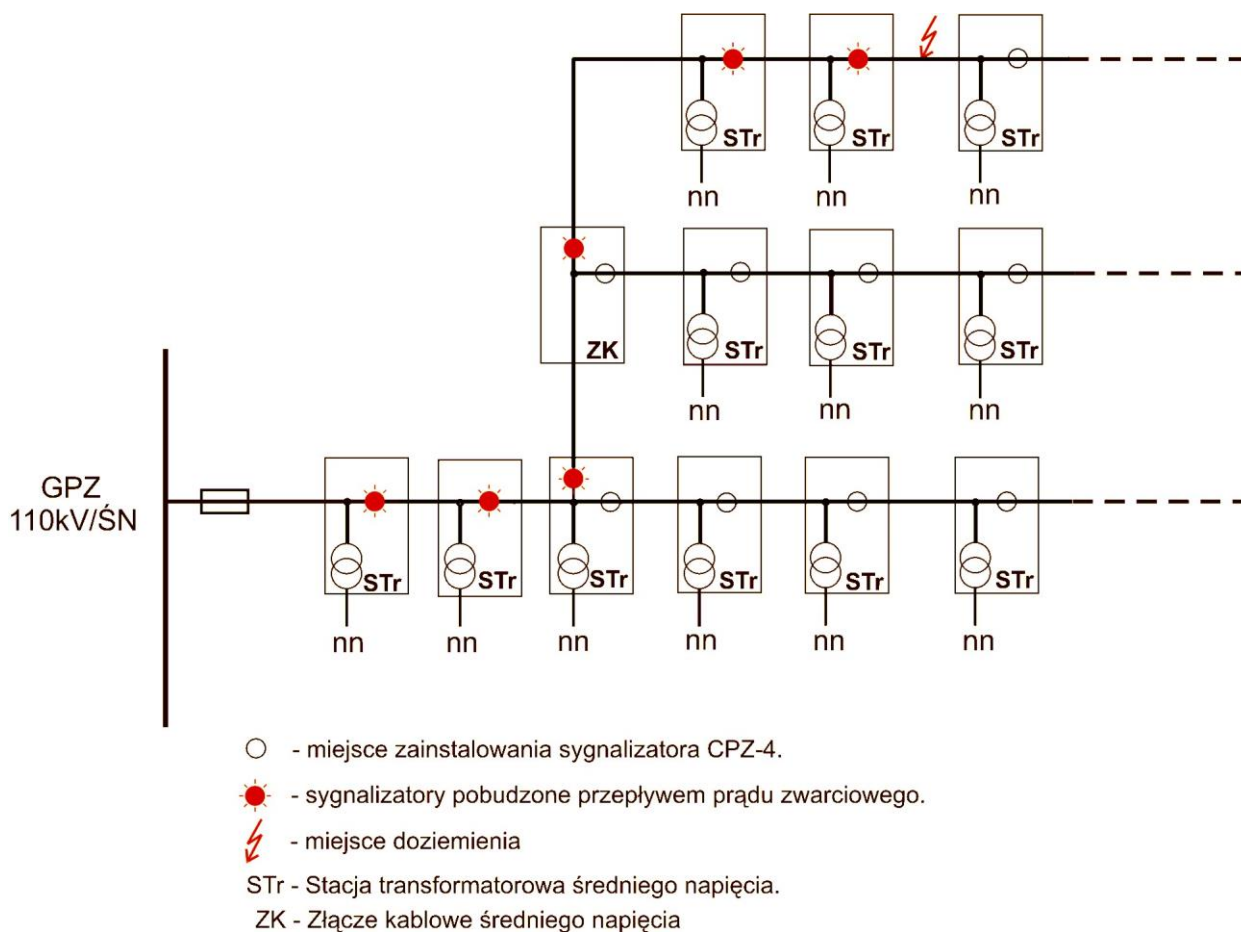 STr STr STr
nn nn nn
ZK STr STr STr
nn nn nn
GPZ
110kV/ŚN
STr STr STr STr STr STr
nn nn nn nn nn nn
- miejsce zainstalowania sygnalizatora CPZ-4.
- sygnalizatory pobudzone przepływem prądu zwarciowego.
- miejsce doziemienia
STr - Stacja transformatorowa średniego napięcia.
ZK - Złącze kablowe średniego napięcia